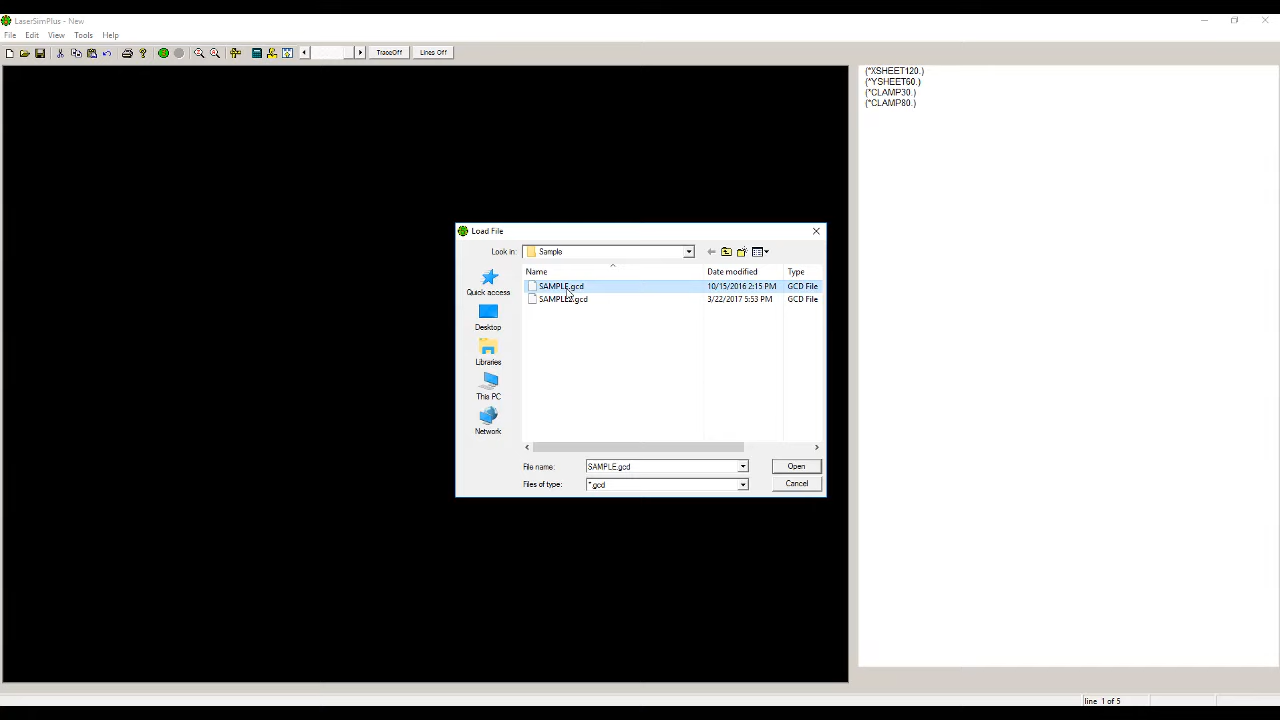 LaserSimPlus - New
File Edit View Tools Help
TraceOff Lines Off
(*XSHEET120.)
(*YSHEET60.)
(*CLAMP30.)
(*CLAMP80.)
Load File
Look in: Sample
Name Date modified Type
SAMPLE.gcd 10/15/2016 2:15 PM GCD File
3/22/2017 5:53 PM GCD File
Quick access
Desktop
Libraries
This PC
Network
File name: SAMPLE.gcd Open
Files of type: *.gcd Cancel
line 1 of 5